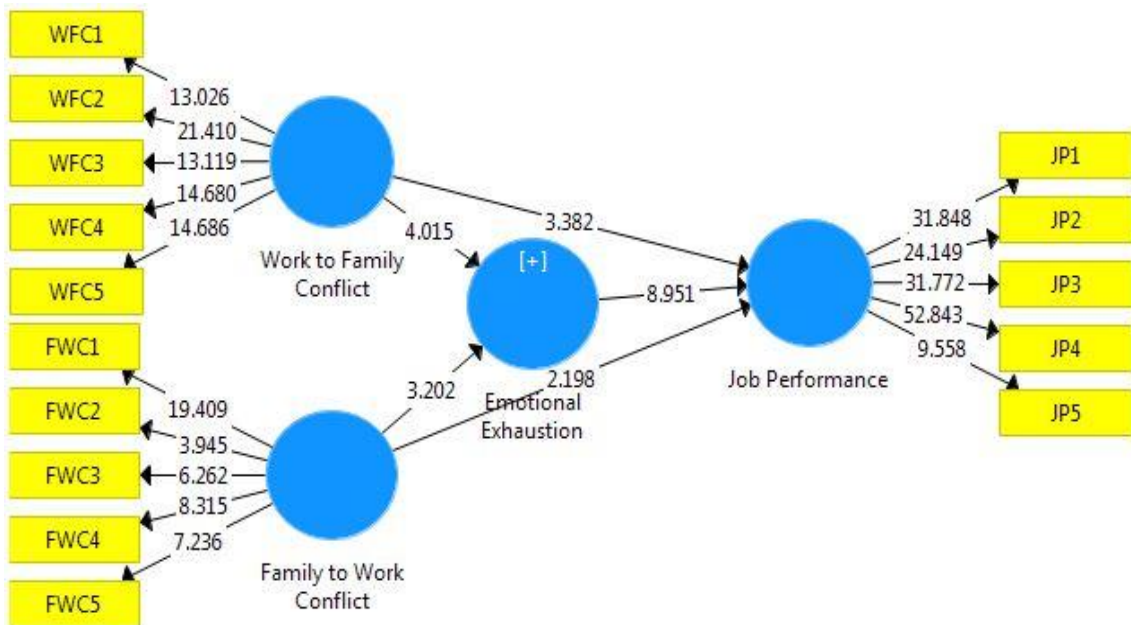 WFC1
WFC2
WFC3
WFC4
WFC5
13.026
21.410
13.119
14.680
14.686
Work to Family
Conflict
4.015
3.382
[+]
Emotional
Exhaustion
8.951
FWC1
FWC2
FWC3
FWC4
FWC5
19.409
3.945
6.262
8.315
7.236
Family to Work
Conflict
3.202
2.198
Job Performance
31.848
24.149
31.772
52.843
9.558
JP1
JP2
JP3
JP4
JP5